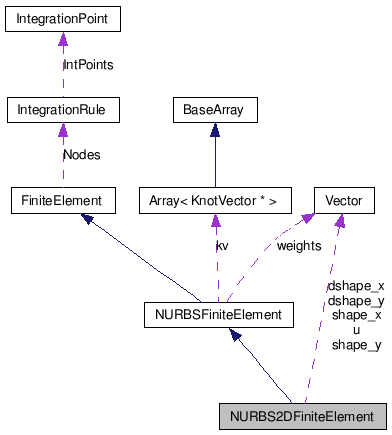 IntegrationPoint
IntPoints
IntegrationRule
BaseArray
Nodes
FiniteElement
Array< KnotVector * >
Vector
kv
weights
dshape_x
dshape_y
shape_x
u
shape_y
NURBSFiniteElement
NURBS2DFiniteElement